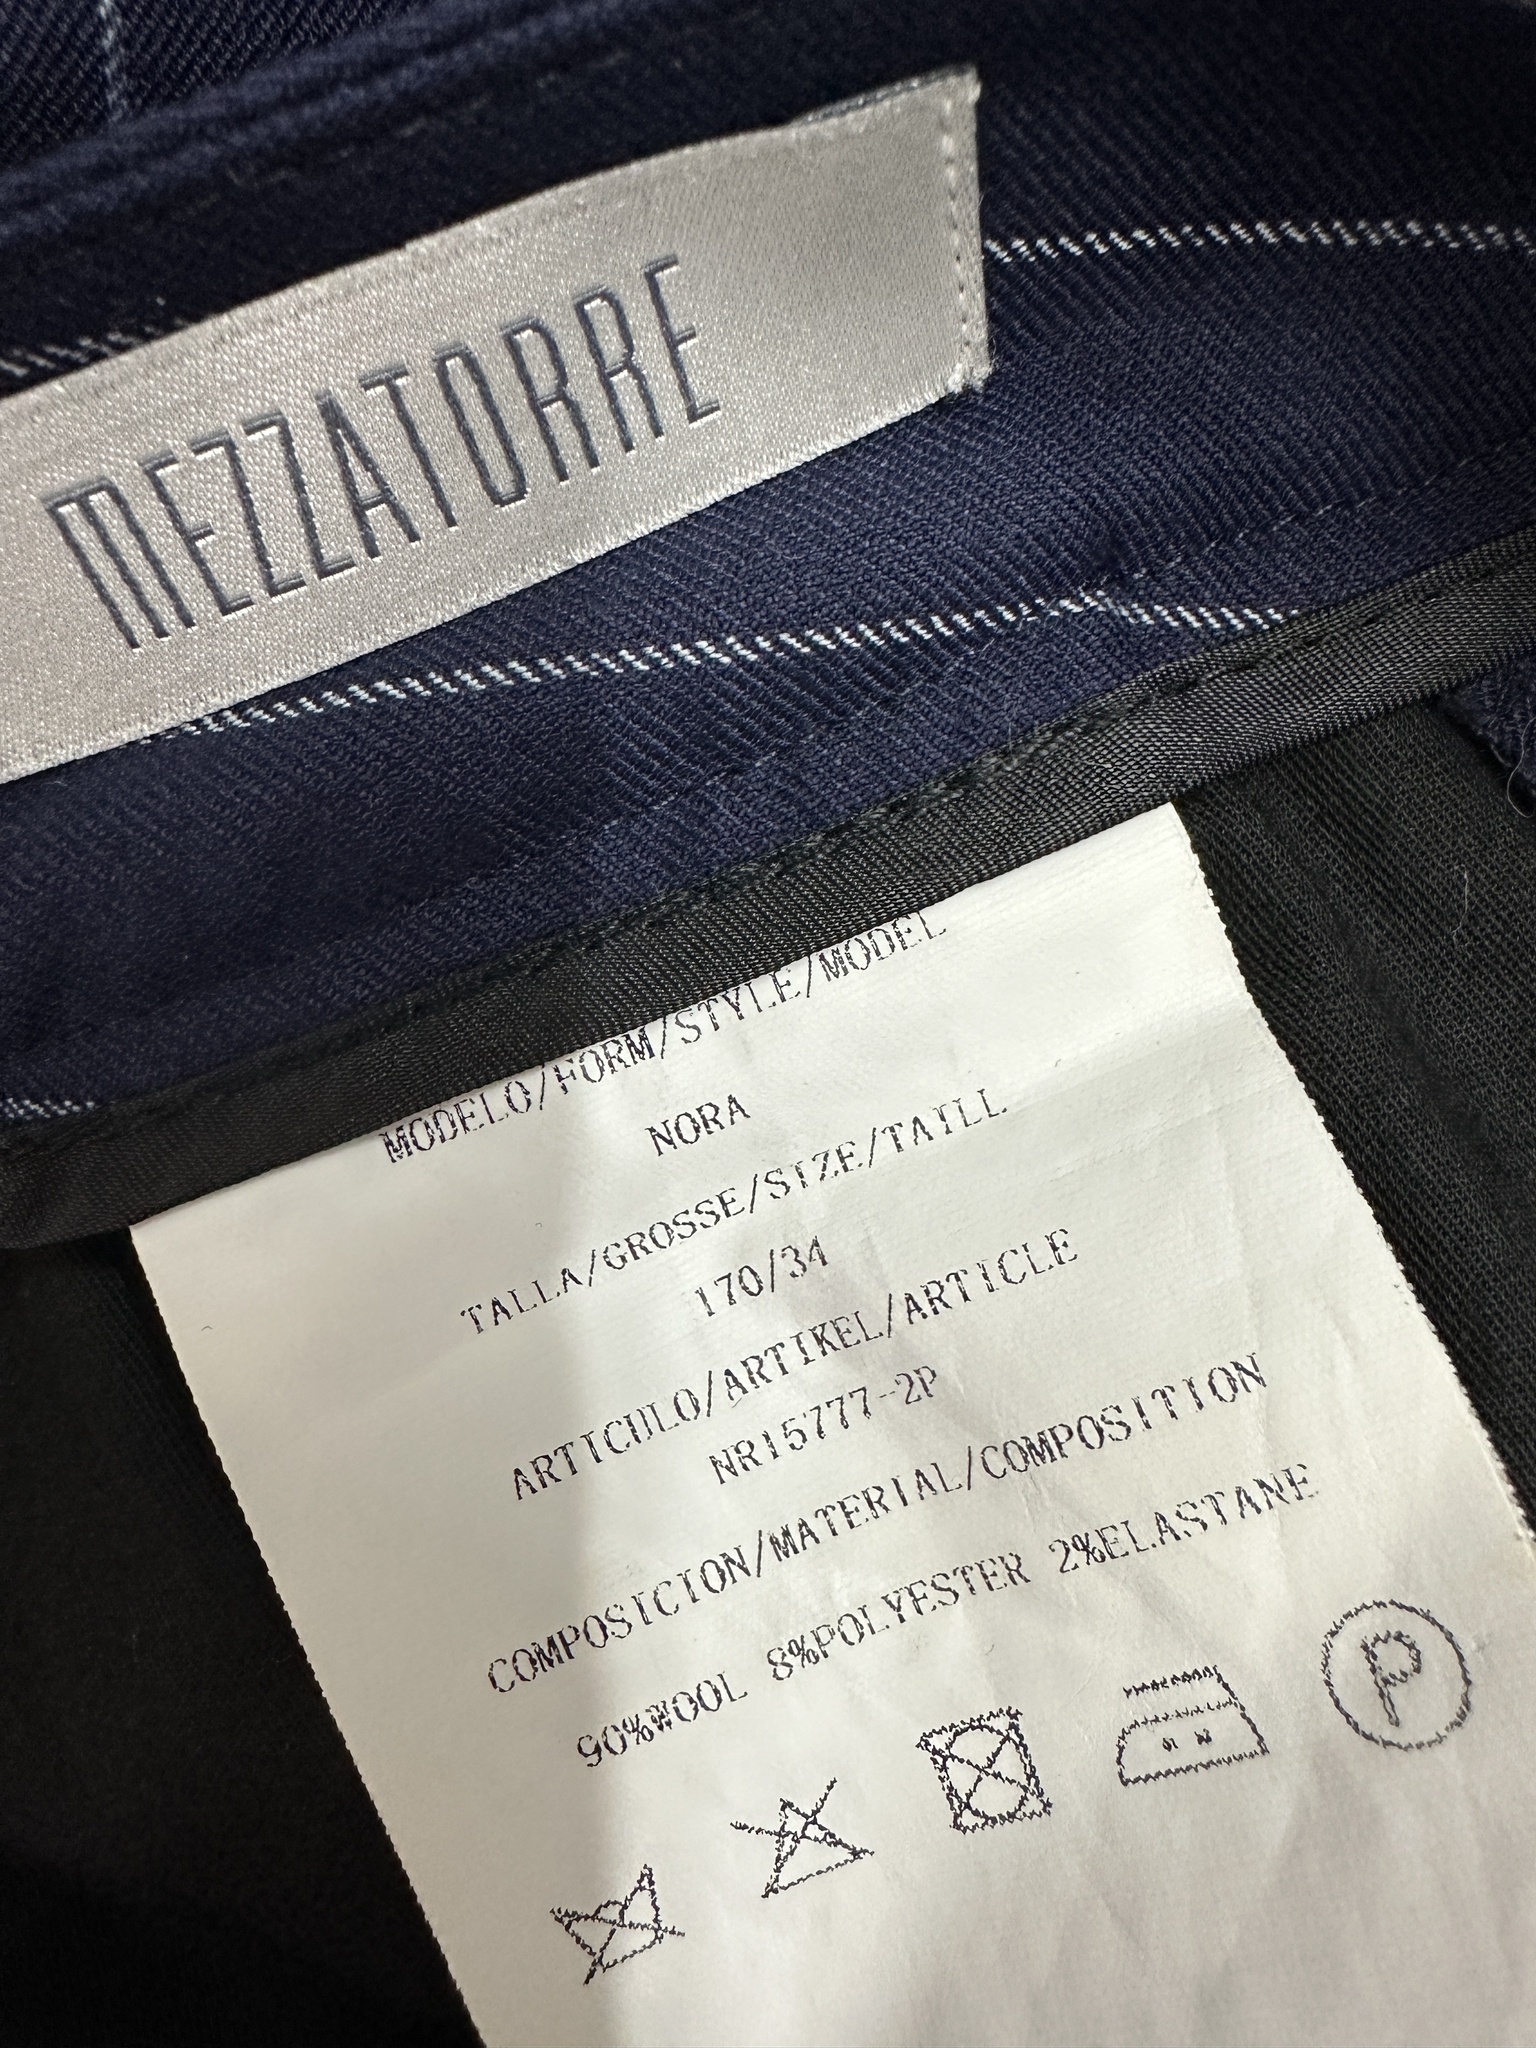 MEZZATORRE
MODELO/FORM/STYLE/MODEL
NORA
TALLA/GROSSE/SIZE/TAILL
170/34
ARTICULO/ARTIKEL/ARTICLE
NR15777-2P
COMPOSICION/MATERIAL/COMPOSITION
90%WOOL 8%POLYESTER 2%ELASTANE
P